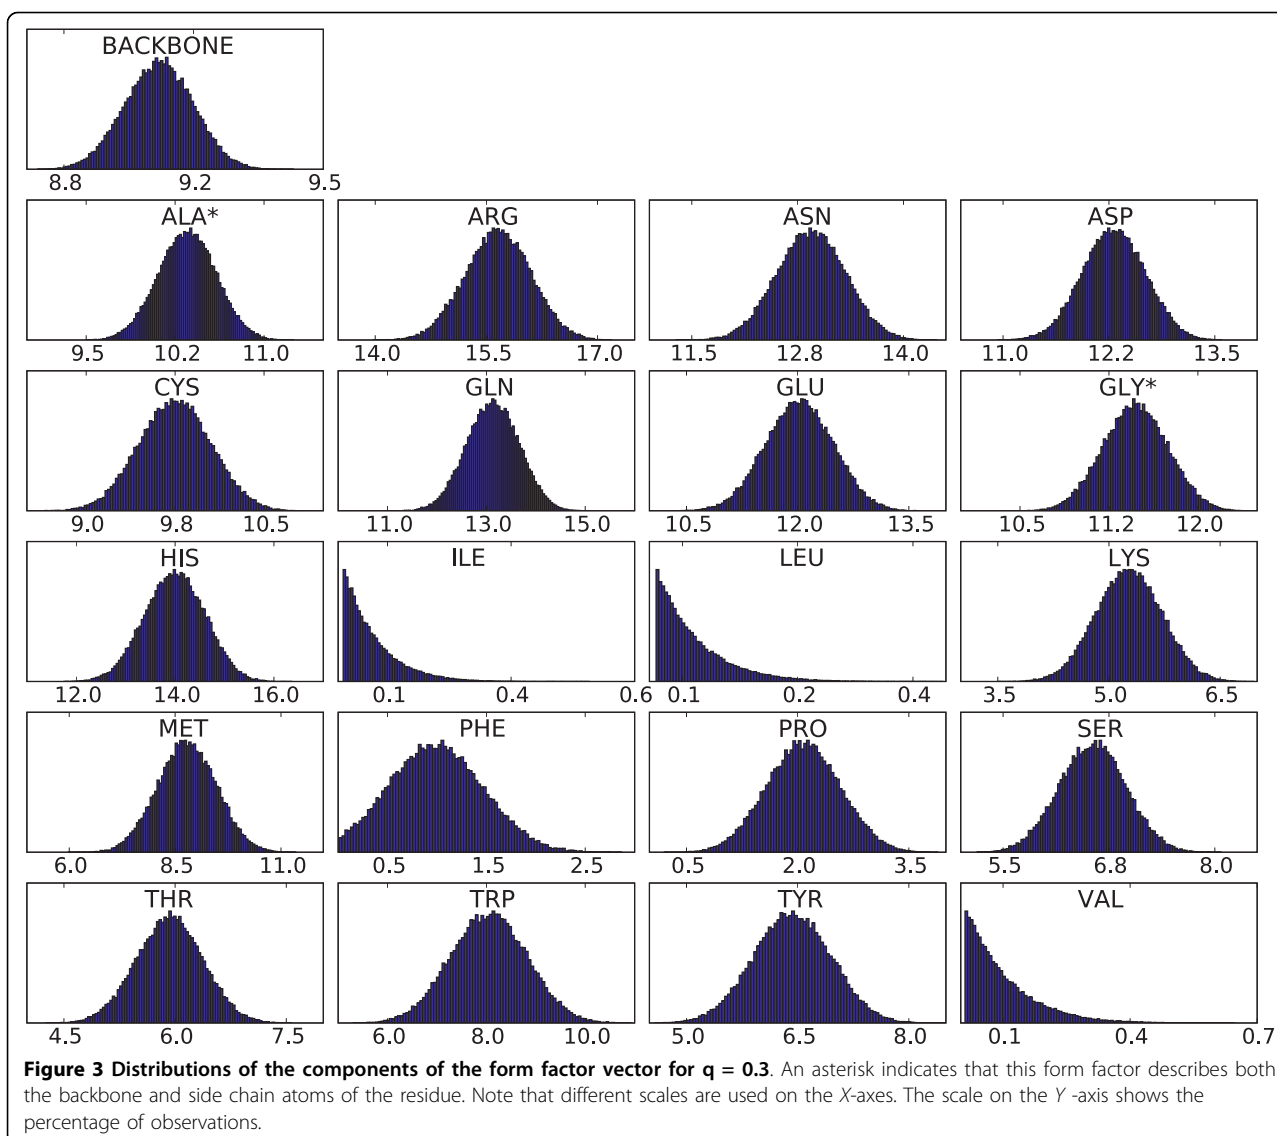 BACKBONE
8.8 9.2 9.5
ALA* ARG ASN ASP
9.5 10.2 11.0 14.0 15.5 17.0 11.5 12.8 14.0 11.0 12.2 13.5
CYS GLN GLU GLY*
9.0 9.8 10.5 11.0 13.0 15.0 10.5 12.0 13.5 10.5 11.2 12.0
HIS ILE LEU LYS
12.0 14.0 16.0 0.1 0.4 0.6 0.1 0.2 0.4 3.5 5.0 6.5
MET PHE PRO SER
6.0 8.5 11.0 0.5 1.5 2.5 0.5 2.0 3.5 5.5 6.8 8.0
THR TRP TYR VAL
4.5 6.0 7.5 6.0 8.0 10.0 5.0 6.5 8.0 0.1 0.4 0.7
Figure 3 Distributions of the components of the form factor vector for q = 0.3. An asterisk indicates that this form factor describes both
the backbone and side chain atoms of the residue. Note that different scales are used on the X-axes. The scale on the Y -axis shows the
percentage of observations.